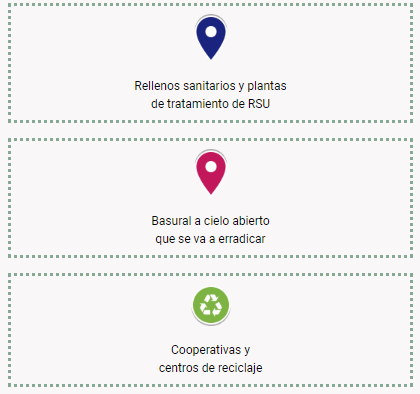 Rellenos sanitarios y plantas
de tratamiento de RSU
Basural a cielo abierto
que se va a erradicar
Cooperativas y
centros de reciclaje